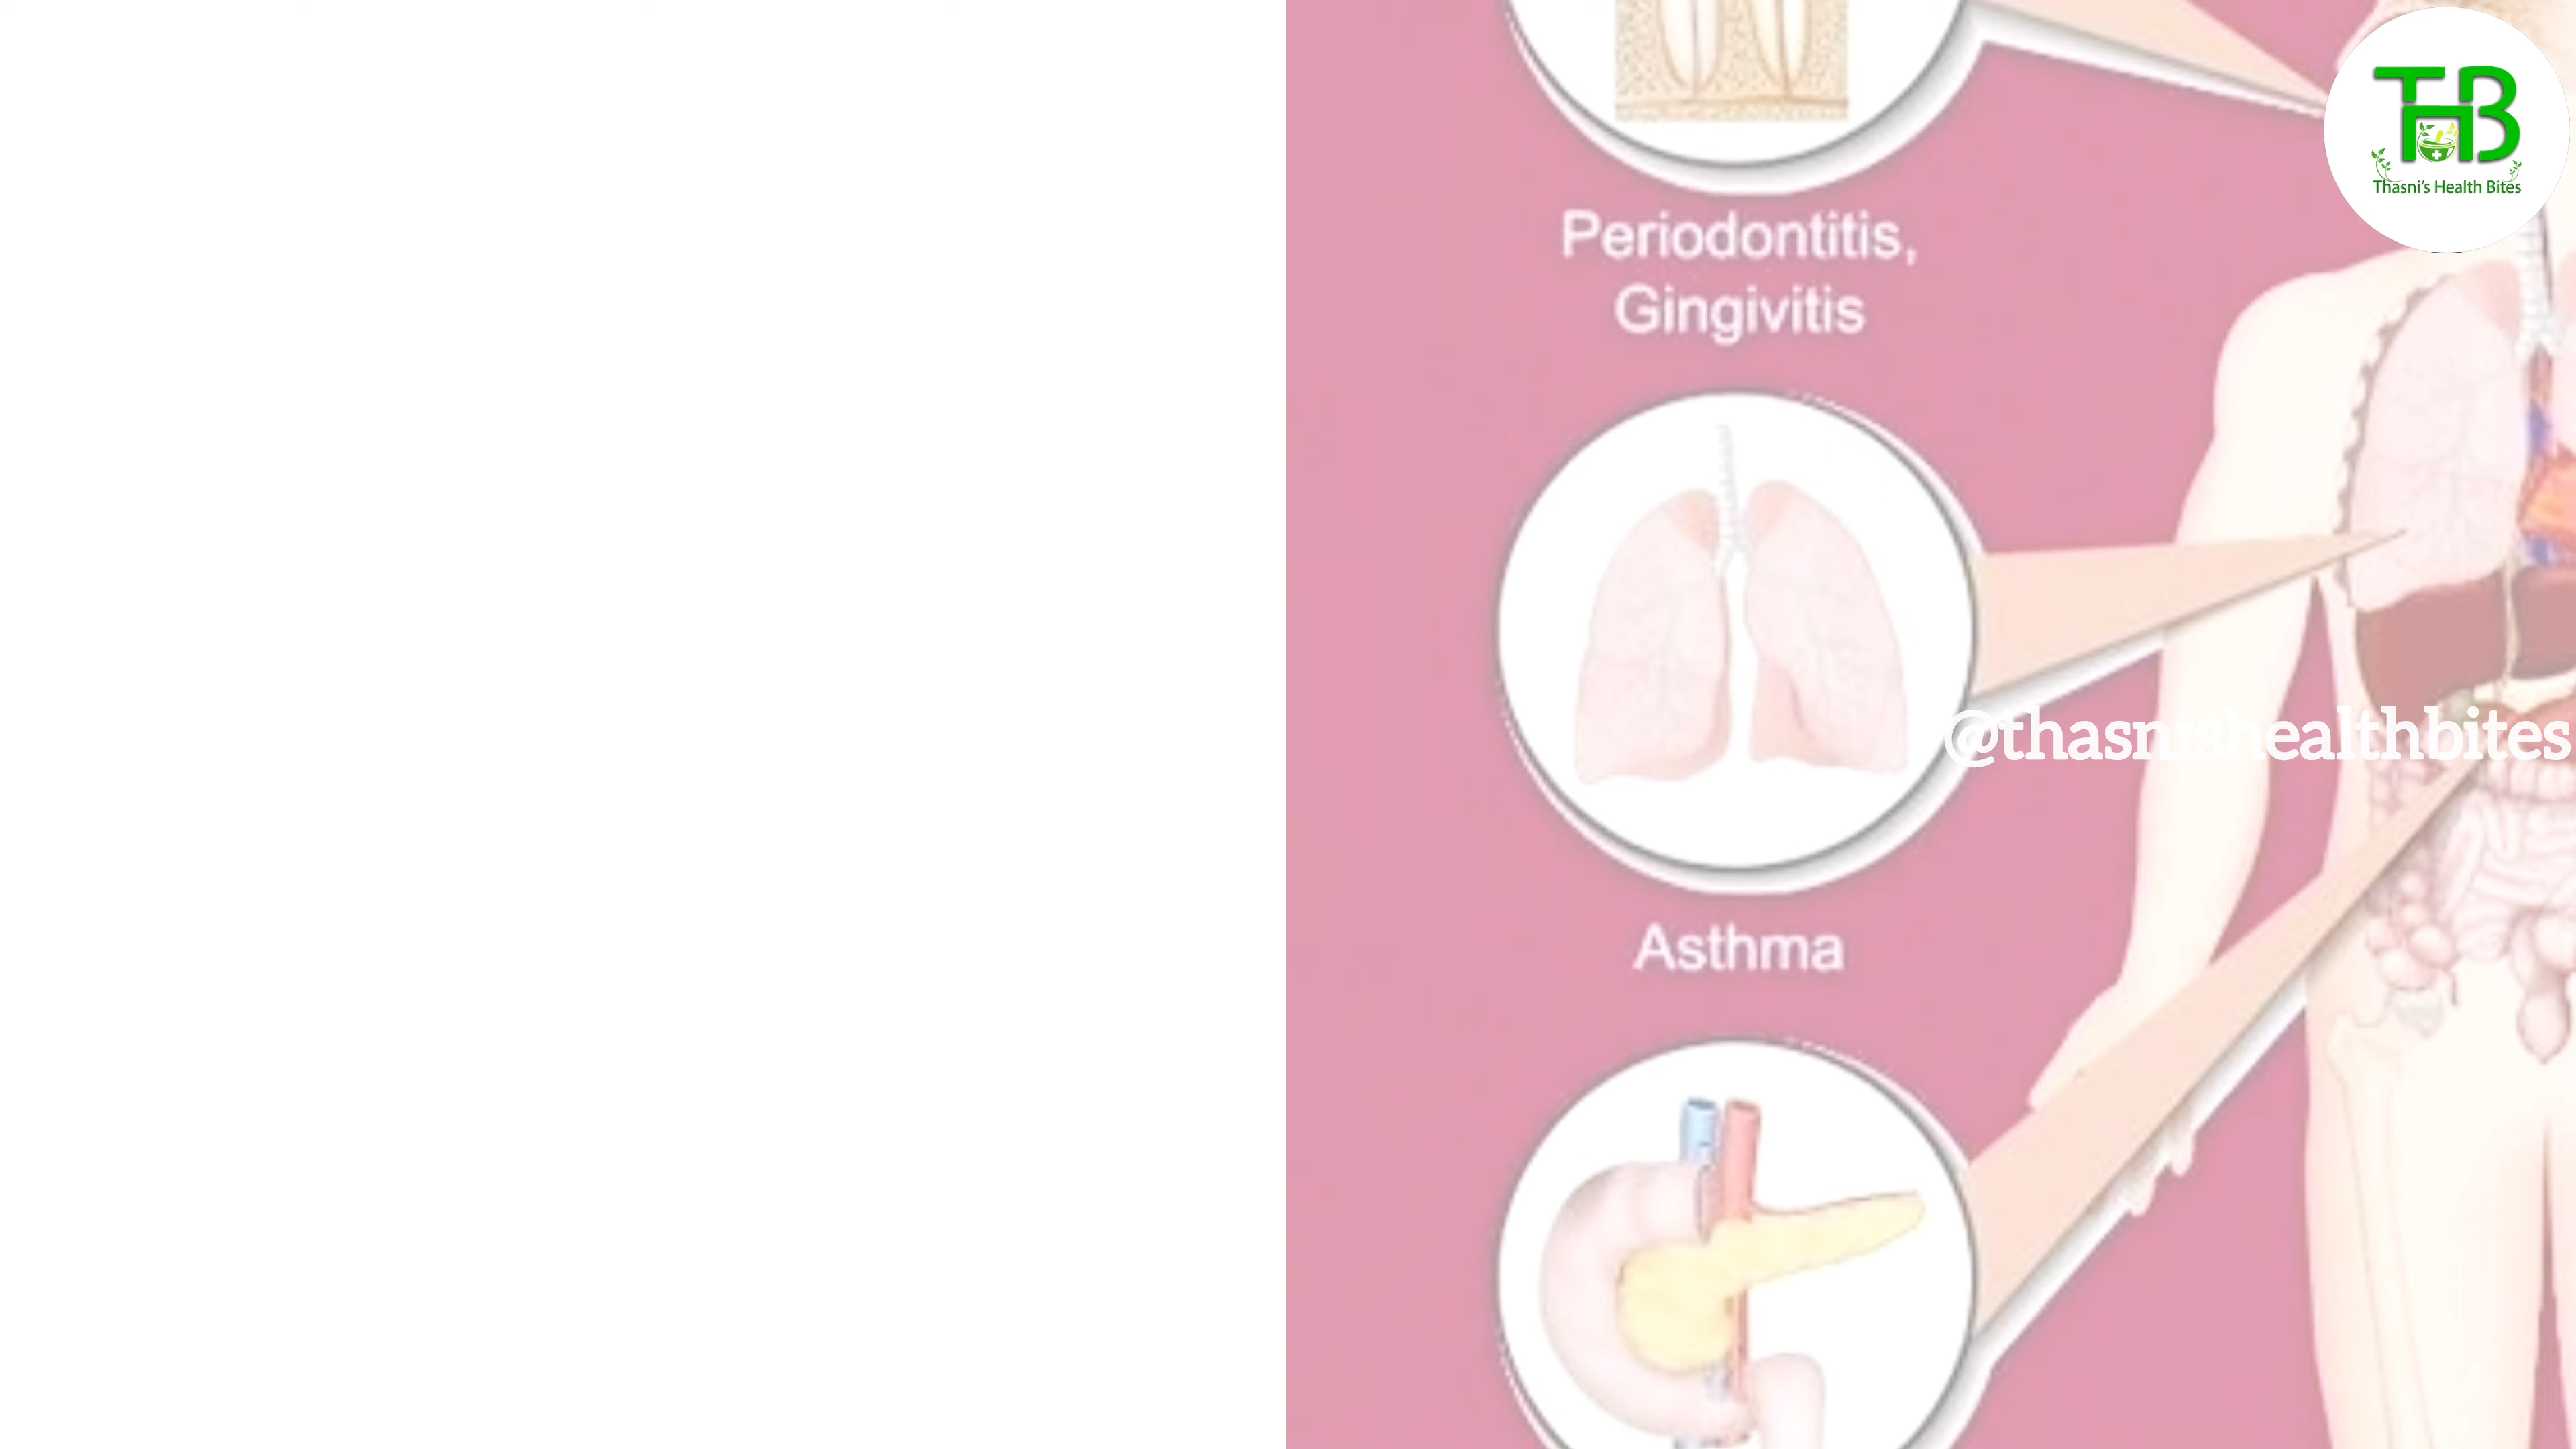 THB
Thasni's Health Bites
Periodontitis,
Gingivitis
@thasnishealthbites
Asthma